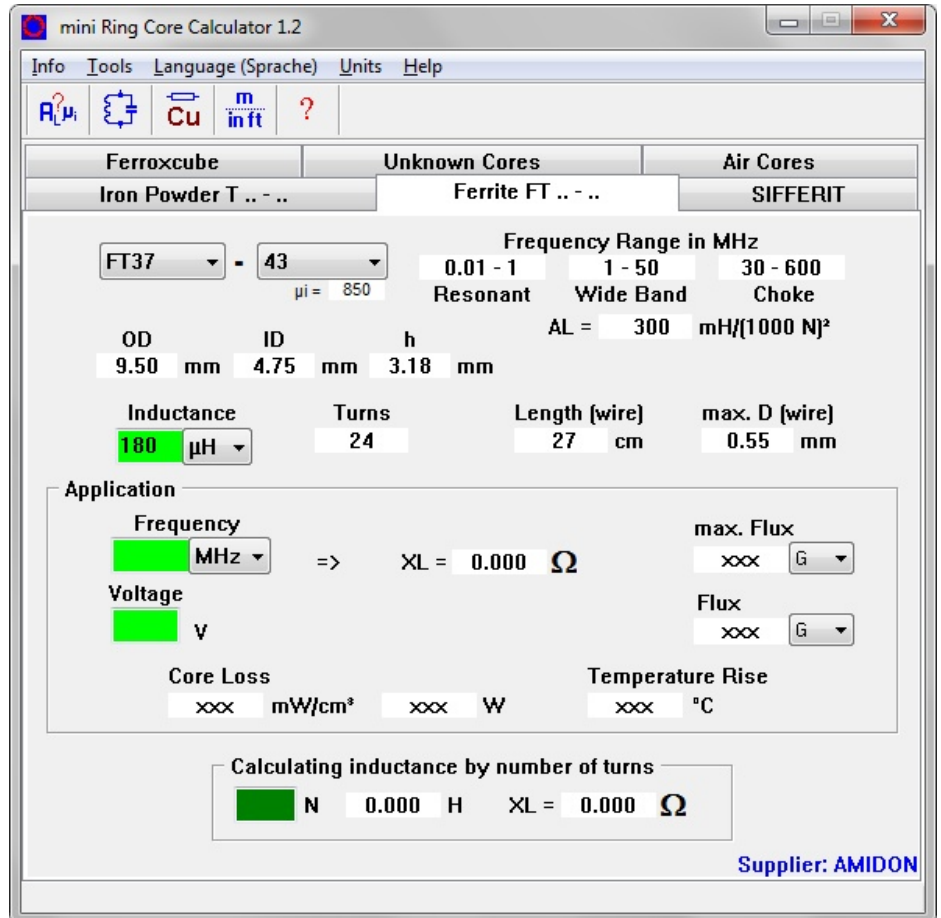 mini Ring Core Calculator 1.2
X
Info Tools Language (Sprache) Units Help
AL? µi Cu m in ft ?
Ferroxcube Unknown Cores Air Cores
Iron Powder T .. - .. Ferrite FT .. - .. SIFFERIT
Frequency Range in MHz
FT37 - 43 0.01 - 1 1 - 50 30 - 600
µi = 850 Resonant Wide Band Choke
AL = 300 mH/(1000 N)²
OD ID h
9.50 mm 4.75 mm 3.18 mm
Inductance Turns Length (wire) max. D (wire)
180 µH 24 27 cm 0.55 mm
Application
Frequency max. Flux
MHz => XL = 0.000 Ω xxx G
Voltage Flux
V xxx G
Core Loss Temperature Rise
xxx mW/cm³ xxx W xxx °C
Calculating inductance by number of turns
N 0.000 H XL = 0.000 Ω
Supplier: AMIDON